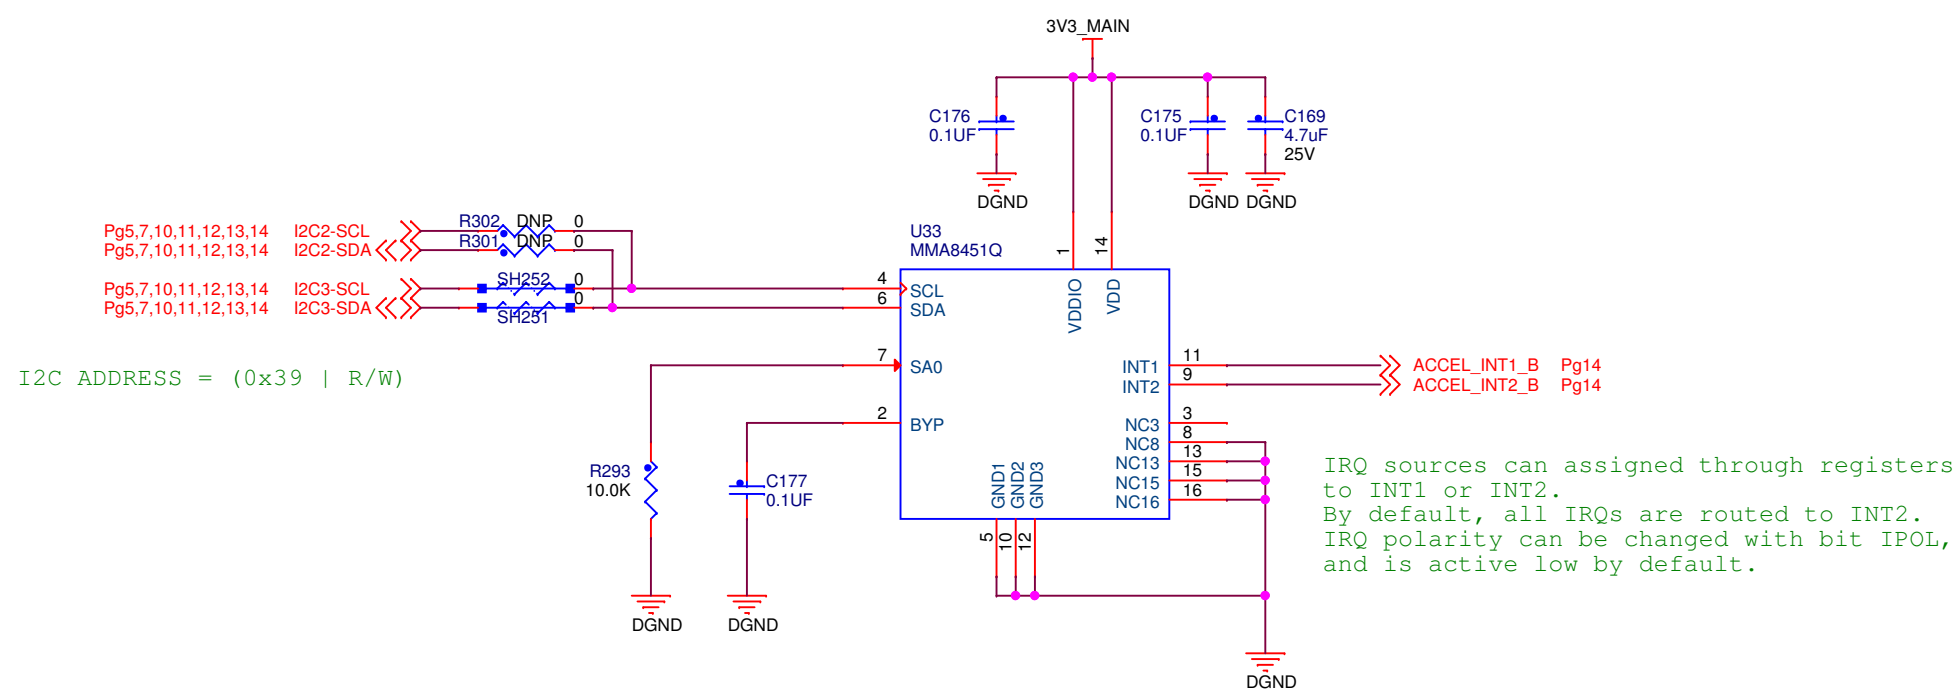 3V3_MAIN
C176
0.1UF
C175
0.1UF
C169
4.7uF
25V
DGND
DGND
DGND
Pg5,7,10,11,12,13,14 I2C2-SCL
R302 DNP 0
Pg5,7,10,11,12,13,14 I2C2-SDA
R301 DNP 0
Pg5,7,10,11,12,13,14 I2C3-SCL
SH252 0
Pg5,7,10,11,12,13,14 I2C3-SDA
SH251 0
U33
MMA8451Q
1
14
VDDIO
VDD
4
SCL
6
SDA
7
SA0
2
BYP
I2C ADDRESS = (0x39 | R/W)
INT1 11
ACCEL_INT1_B Pg14
INT2 9
ACCEL_INT2_B Pg14
NC3 3
NC8 8
NC13 13
NC15 15
NC16 16
GND1
GND2
GND3
5
10
12
R293
10.0K
C177
0.1UF
DGND
DGND
DGND
IRQ sources can assigned through registers
to INT1 or INT2.
By default, all IRQs are routed to INT2.
IRQ polarity can be changed with bit IPOL,
and is active low by default.